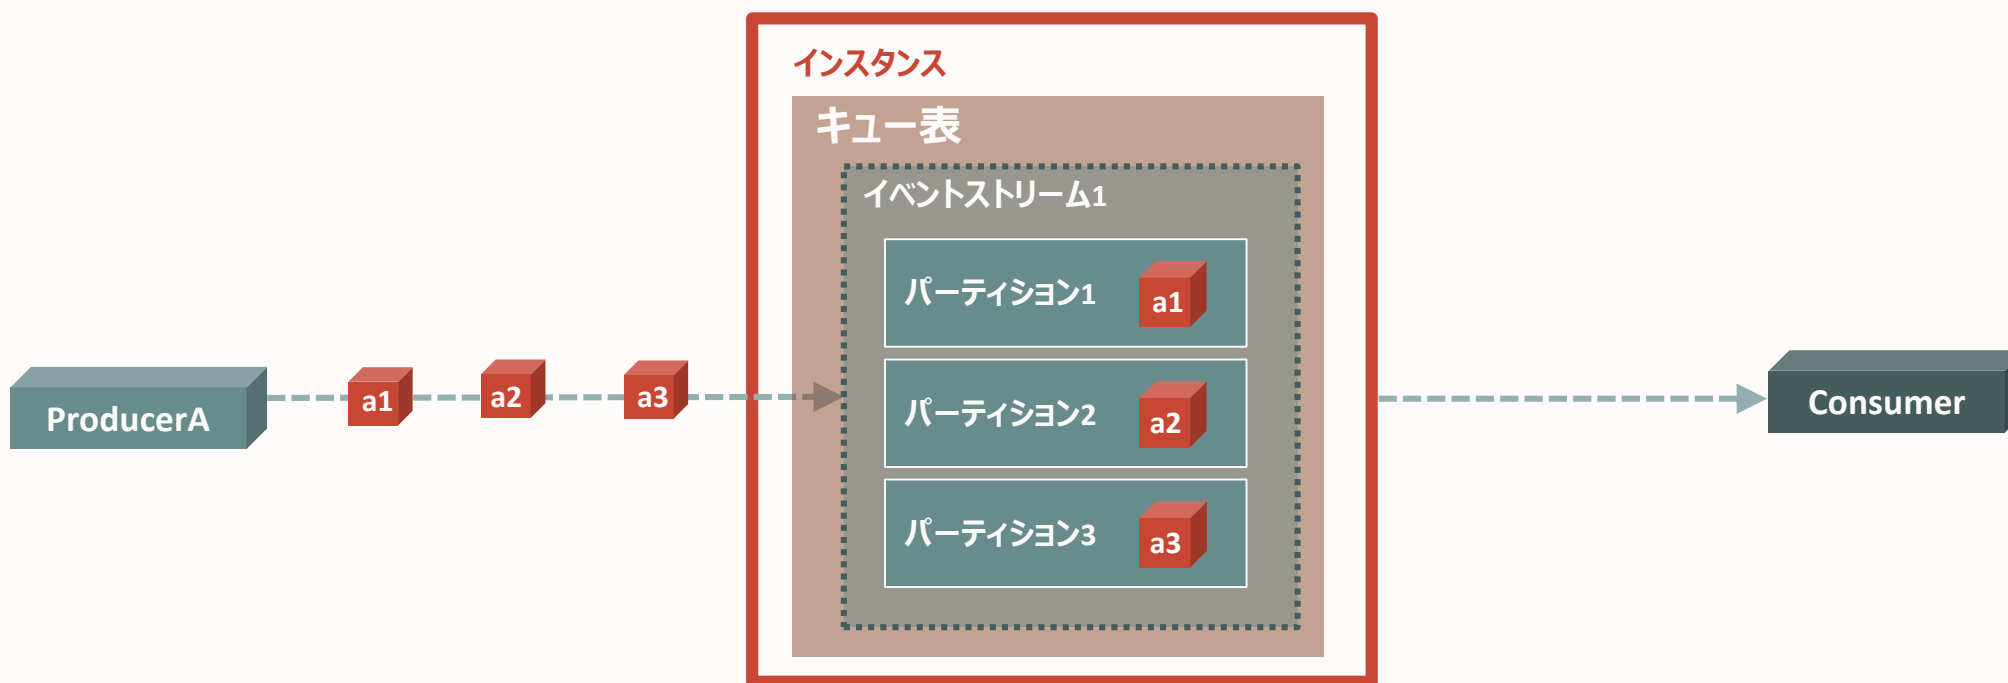 インスタンス
キュー表
イベントストリーム1
パーティション1
a1
ProducerA
a1
a2
a3
パーティション2
a2
Consumer
パーティション3
a3